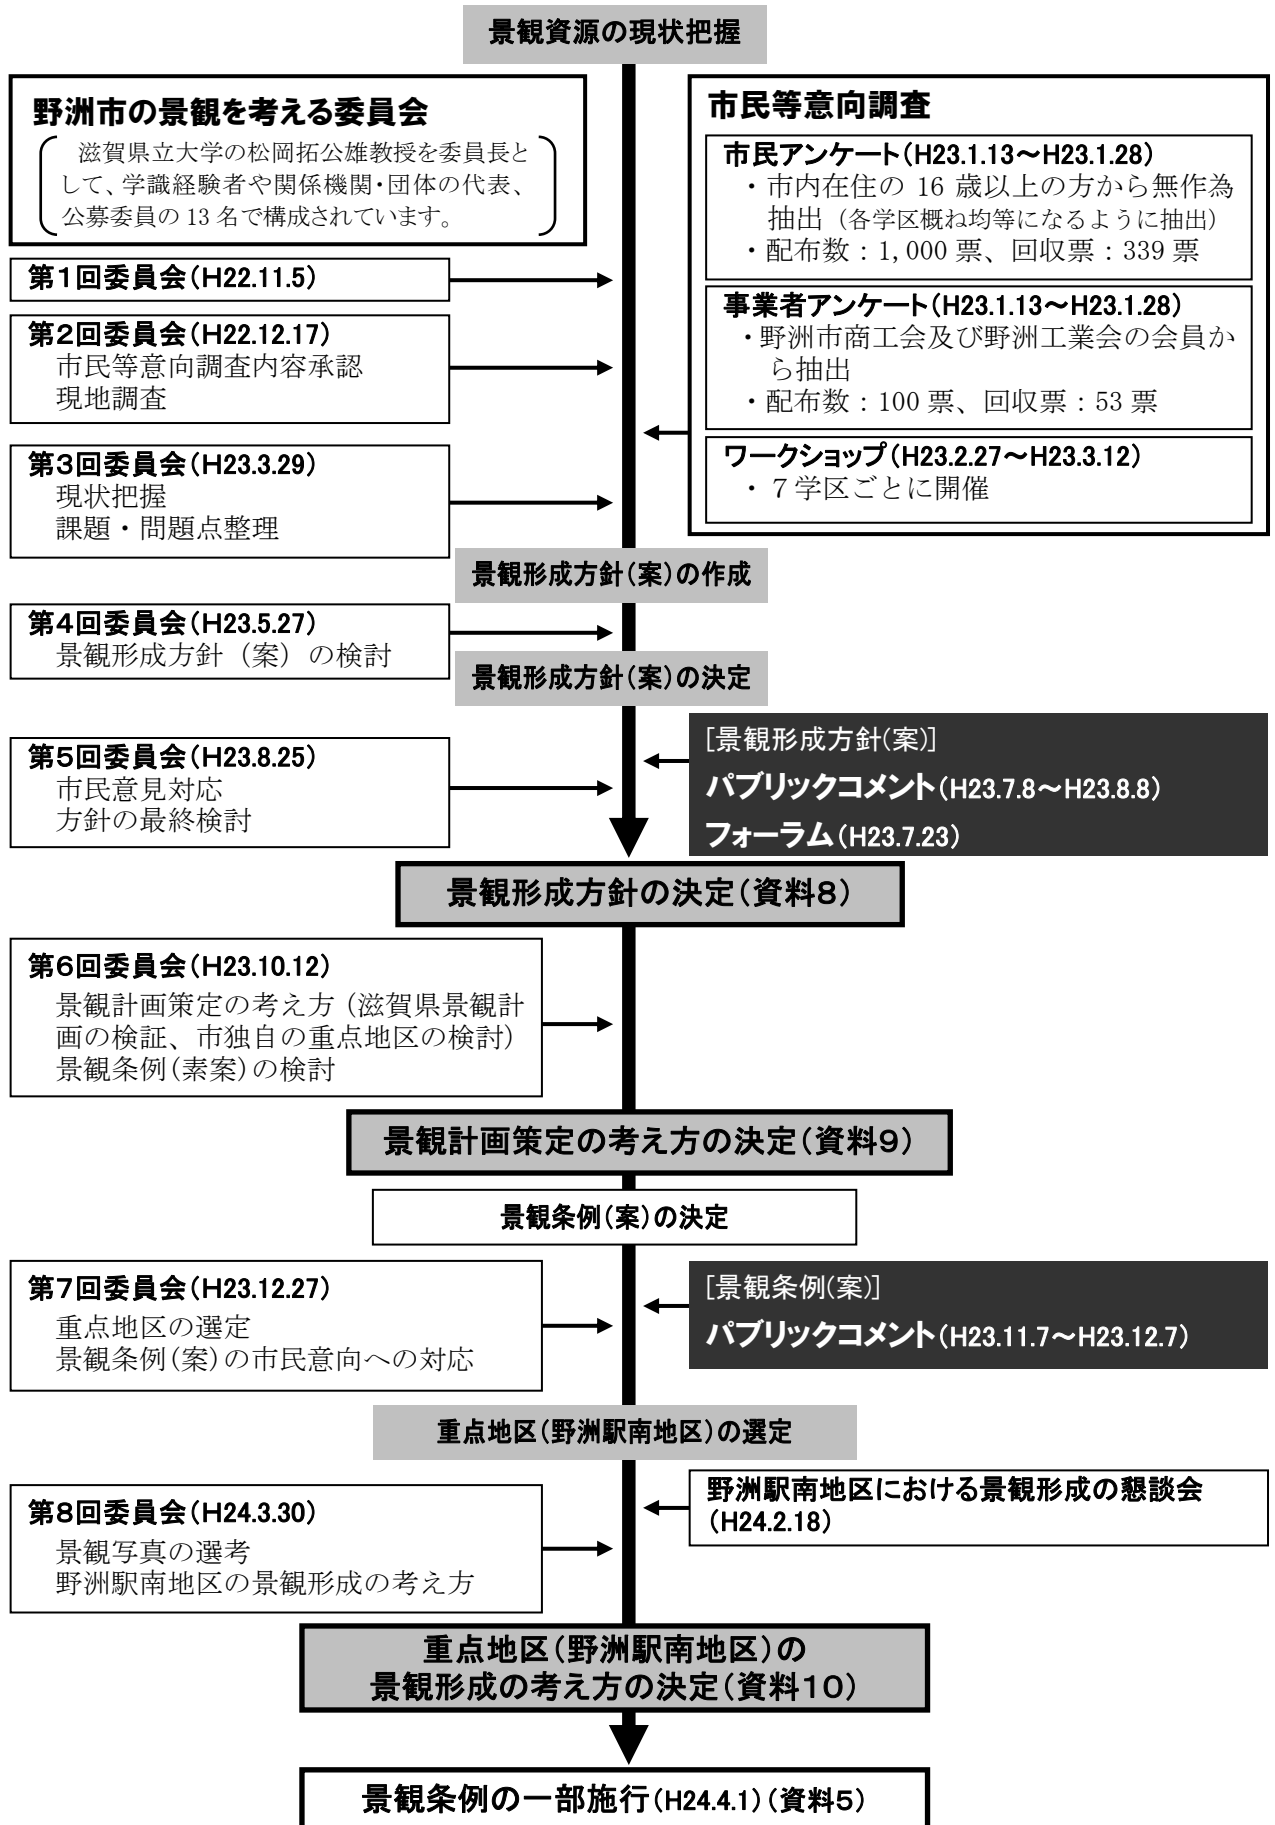 景観資源の現状把握
野洲市の景観を考える委員会
滋賀県立大学の松岡拓公雄教授を委員長と
して、学識経験者や関係機関・団体の代表、
公募委員の 13 名で構成されています。
市民等意向調査
市民アンケート(H23.1.13～H23.1.28)
・市内在住の 16 歳以上の方から無作為
抽出（各学区概ね均等になるように抽出）
・配布数：1,000 票、回収票：339 票
事業者アンケート(H23.1.13～H23.1.28)
・野洲市商工会及び野洲工業会の会員か
ら抽出
・配布数：100 票、回収票：53 票
ワークショップ(H23.2.27～H23.3.12)
・７学区ごとに開催
第1回委員会(H22.11.5)
第2回委員会(H22.12.17)
市民等意向調査内容承認
現地調査
第3回委員会(H23.3.29)
現状把握
課題・問題点整理
景観形成方針(案)の作成
第4回委員会(H23.5.27)
景観形成方針（案）の検討
景観形成方針(案)の決定
[景観形成方針(案)]
パブリックコメント(H23.7.8～H23.8.8)
フォーラム(H23.7.23)
第5回委員会(H23.8.25)
市民意見対応
方針の最終検討
景観形成方針の決定(資料8)
第6回委員会(H23.10.12)
景観計画策定の考え方（滋賀県景観計
画の検証、市独自の重点地区の検討）
景観条例(素案)の検討
景観計画策定の考え方の決定(資料9)
景観条例(案)の決定
第7回委員会(H23.12.27)
重点地区の選定
景観条例(案)の市民意向への対応
[景観条例(案)]
パブリックコメント(H23.11.7～H23.12.7)
重点地区(野洲駅南地区)の選定
野洲駅南地区における景観形成の懇談会
(H24.2.18)
第8回委員会(H24.3.30)
景観写真の選考
野洲駅南地区の景観形成の考え方
重点地区(野洲駅南地区)の
景観形成の考え方の決定(資料10)
景観条例の一部施行(H24.4.1)(資料5)